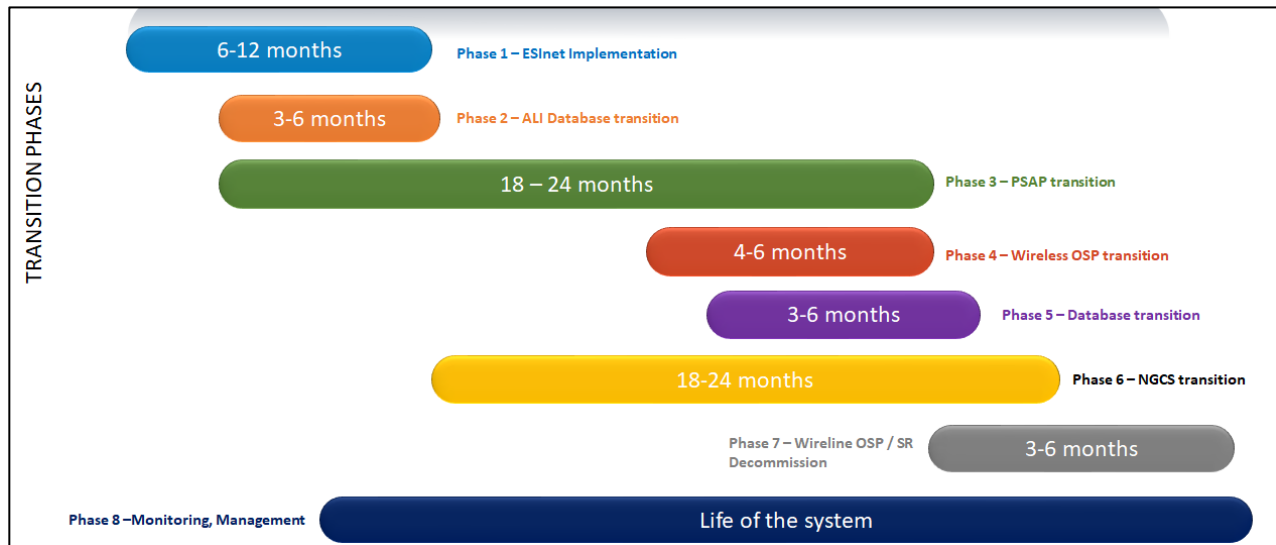 TRANSITION PHASES
6-12 months
Phase 1 – ESInet Implementation
3-6 months
Phase 2 – ALI Database transition
18 – 24 months
Phase 3 – PSAP transition
4-6 months
Phase 4 – Wireless OSP transition
3-6 months
Phase 5 – Database transition
18-24 months
Phase 6 – NGCS transition
Phase 7 – Wireline OSP / SR
Decommission
3-6 months
Phase 8 –Monitoring, Management
Life of the system